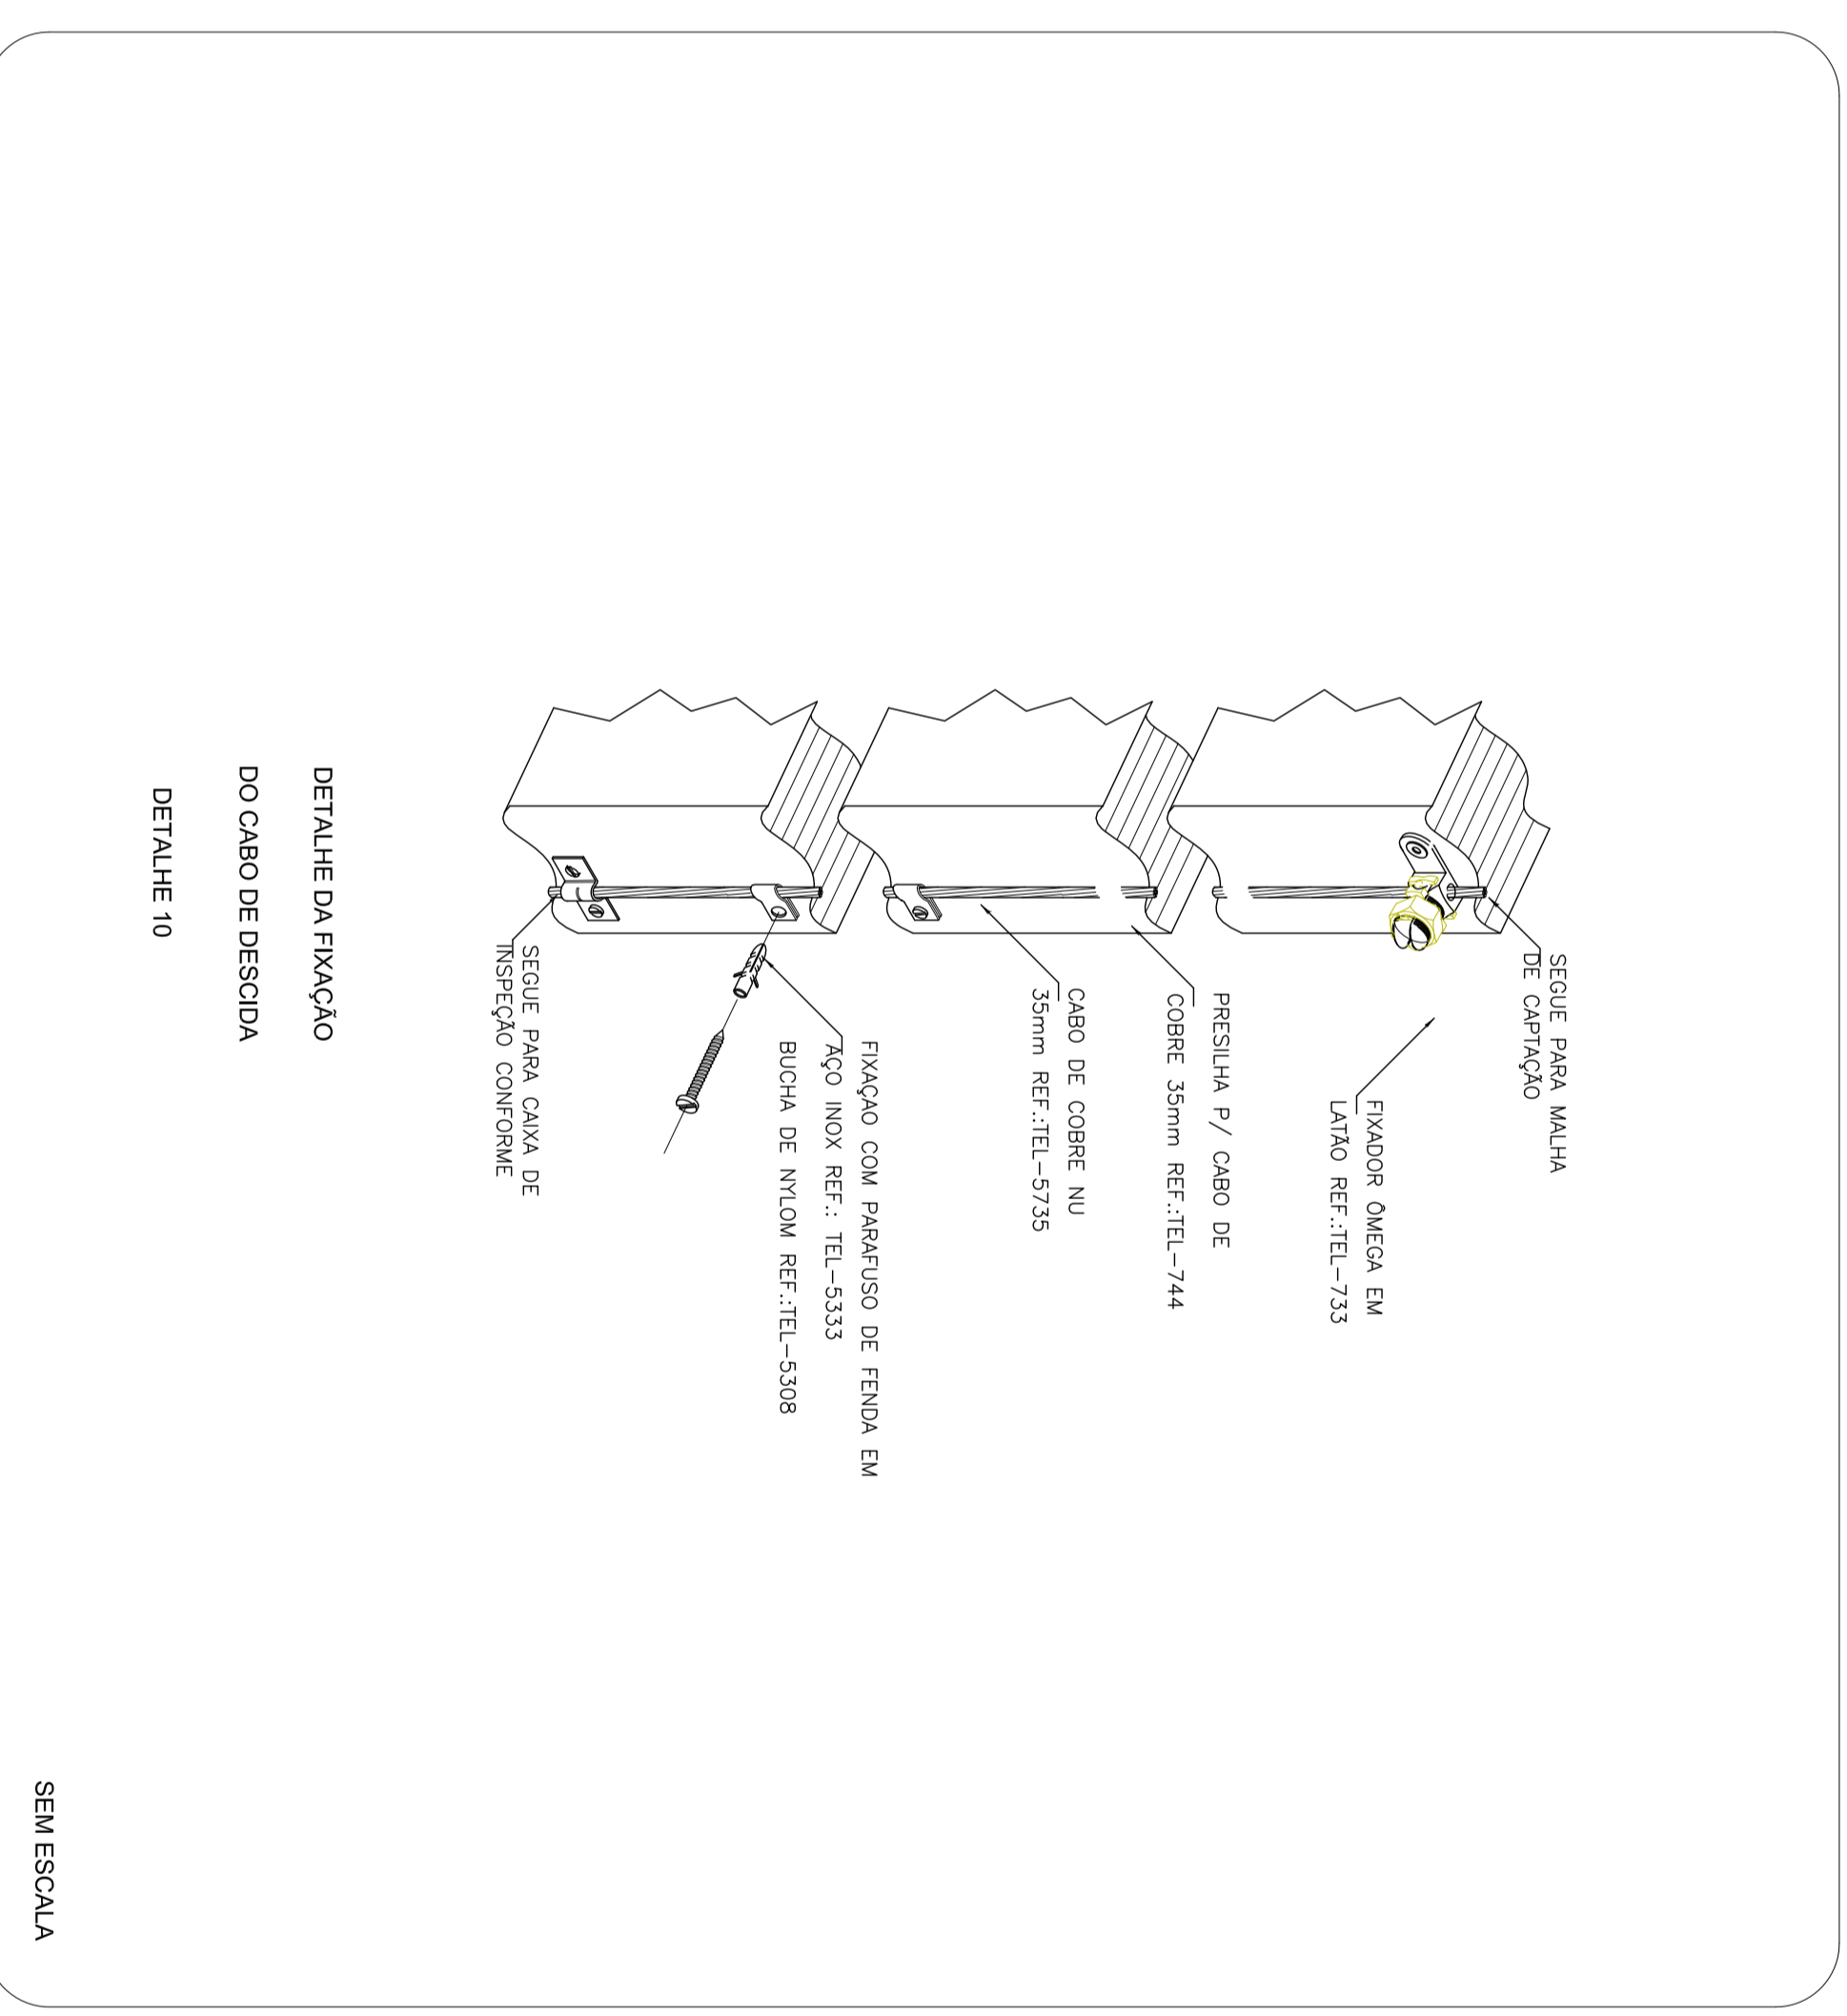 SEGUE PARA MALHA
DE CAPTAÇÃO
FIXADOR ÔMEGA EM
LATÃO REF.:TEL-733
PRESILHA P/ CABO DE
COBRE 35mm REF.:TEL-744
CABO DE COBRE NU
35mm REF.:TEL-5735
FIXAÇAO COM PARAFUSO DE FENDA EM
AÇO INOX REF.: TEL-5333
BUCHA DE NYLOM REF.:TEL-5308
SEGUE PARA CAIXA DE
INSPEÇÃO CONFORME
DETALHE DA FIXAÇÃO
DO CABO DE DESCIDA
DETALHE 10
SEM ESCALA